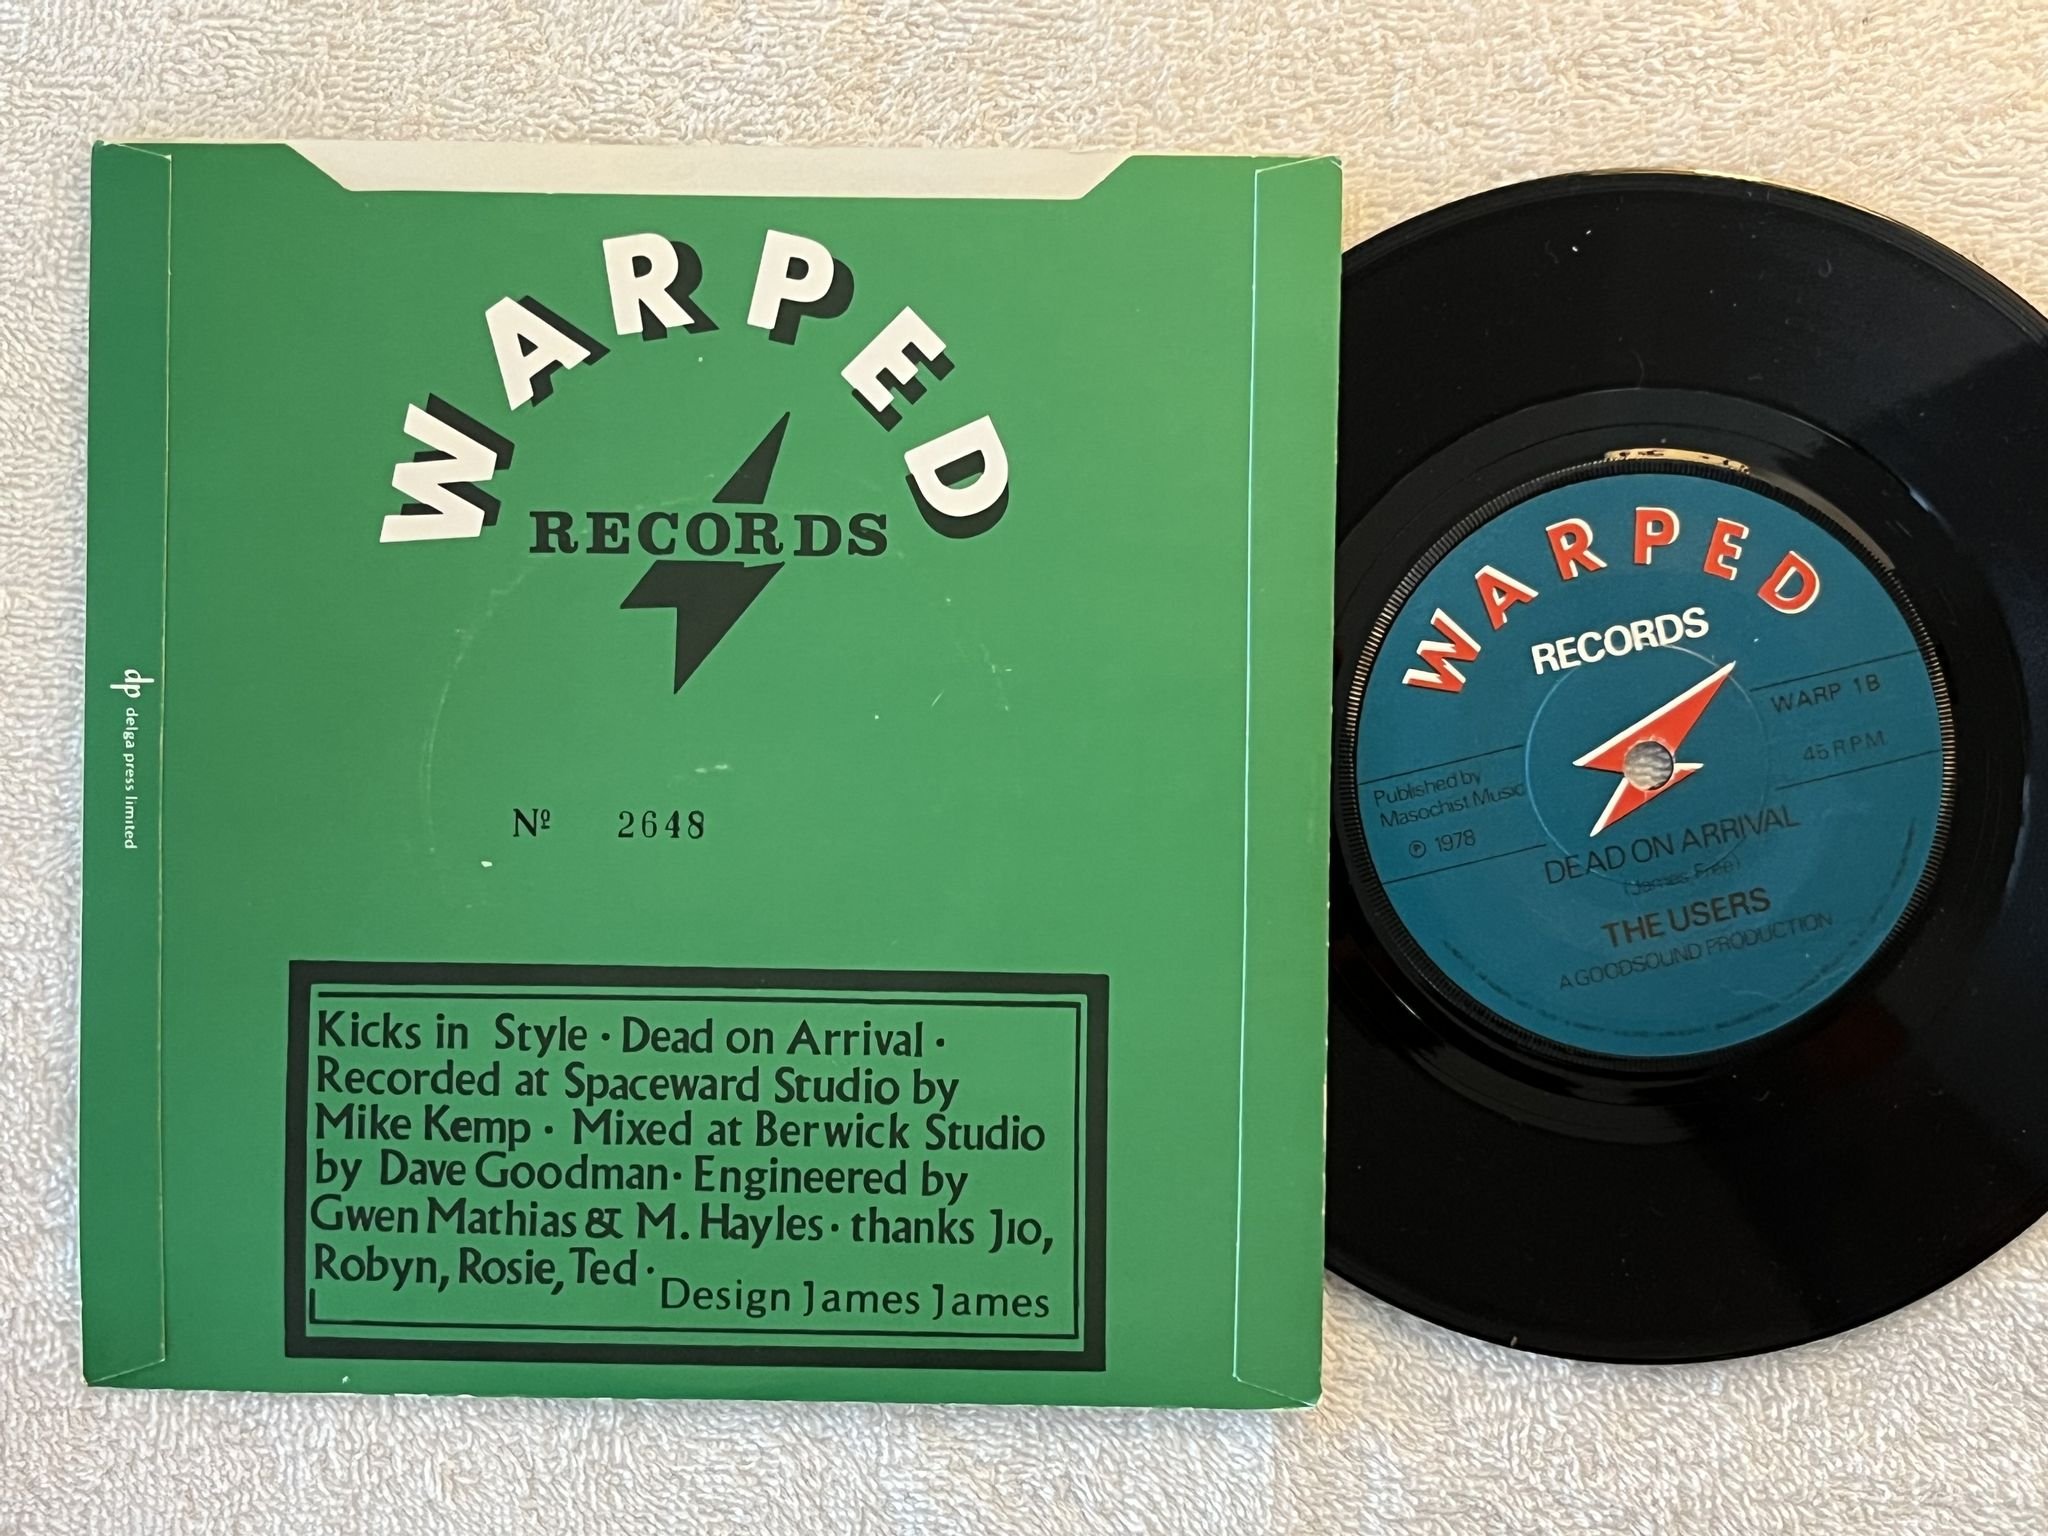 WARPED
RECORDS
Nº 2648
Kicks in Style · Dead on Arrival ·
Recorded at Spaceward Studio by
Mike Kemp · Mixed at Berwick Studio
by Dave Goodman · Engineered by
Gwen Mathias & M. Hayles · thanks Jio,
Robyn, Rosie, Ted ·
Design James James
dp delga press limited
WARPED
RECORDS
WARP 1B
45 R.P.M.
Published by
Masochist Music
℗ 1978
DEAD ON ARRIVAL
(James Free)
THE USERS
A GOODSOUND PRODUCTION